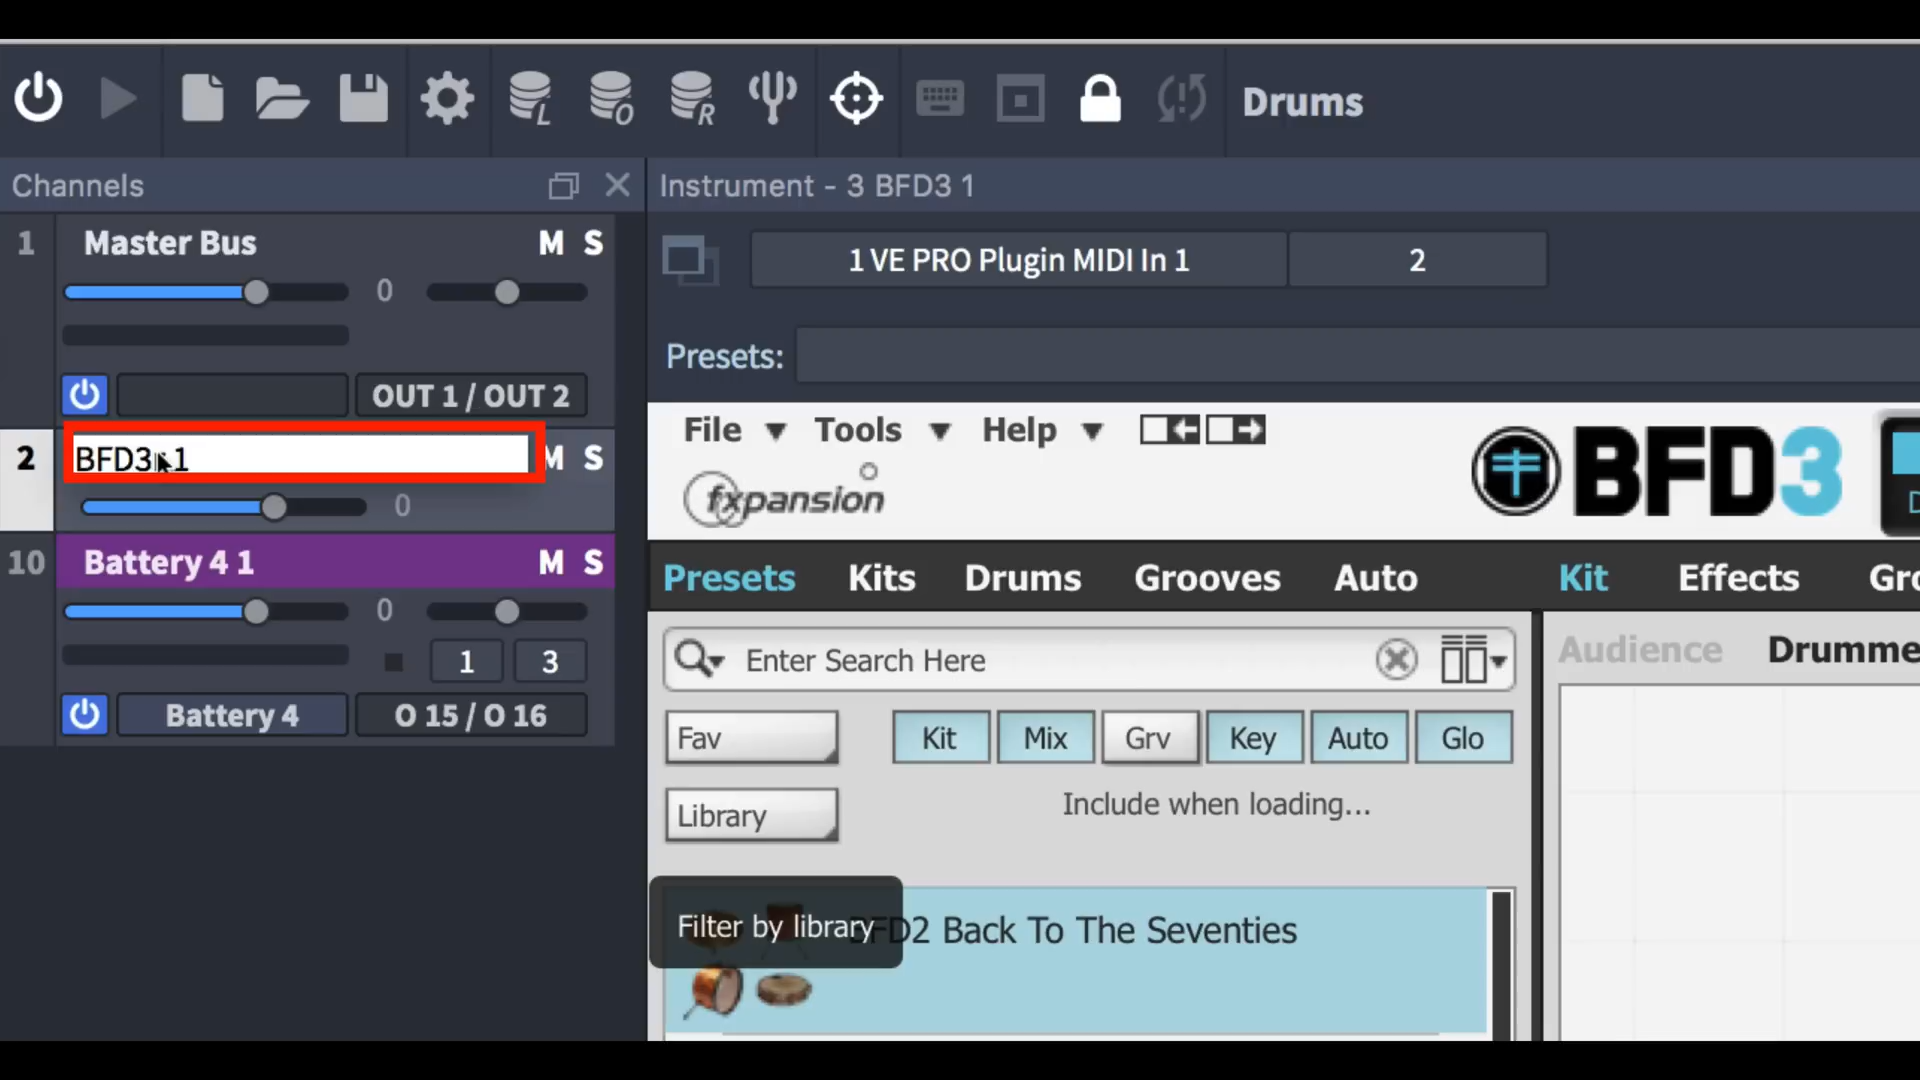 L O R Drums
Channels
Instrument - 3 BFD3 1
1 Master Bus M S
0
OUT 1 / OUT 2
1 VE PRO Plugin MIDI In 1 2
Presets:
2 BFD3 1 M S
0
10 Battery 4 1 M S
0
1 3
Battery 4 O 15 / O 16
File Tools Help
fxpansion
BFD3
Presets Kits Drums Grooves Auto
Kit Effects Gro
Enter Search Here
Audience Drumme
Fav Kit Mix Grv Key Auto Glo
Library Include when loading...
Filter by library
BFD2 Back To The Seventies